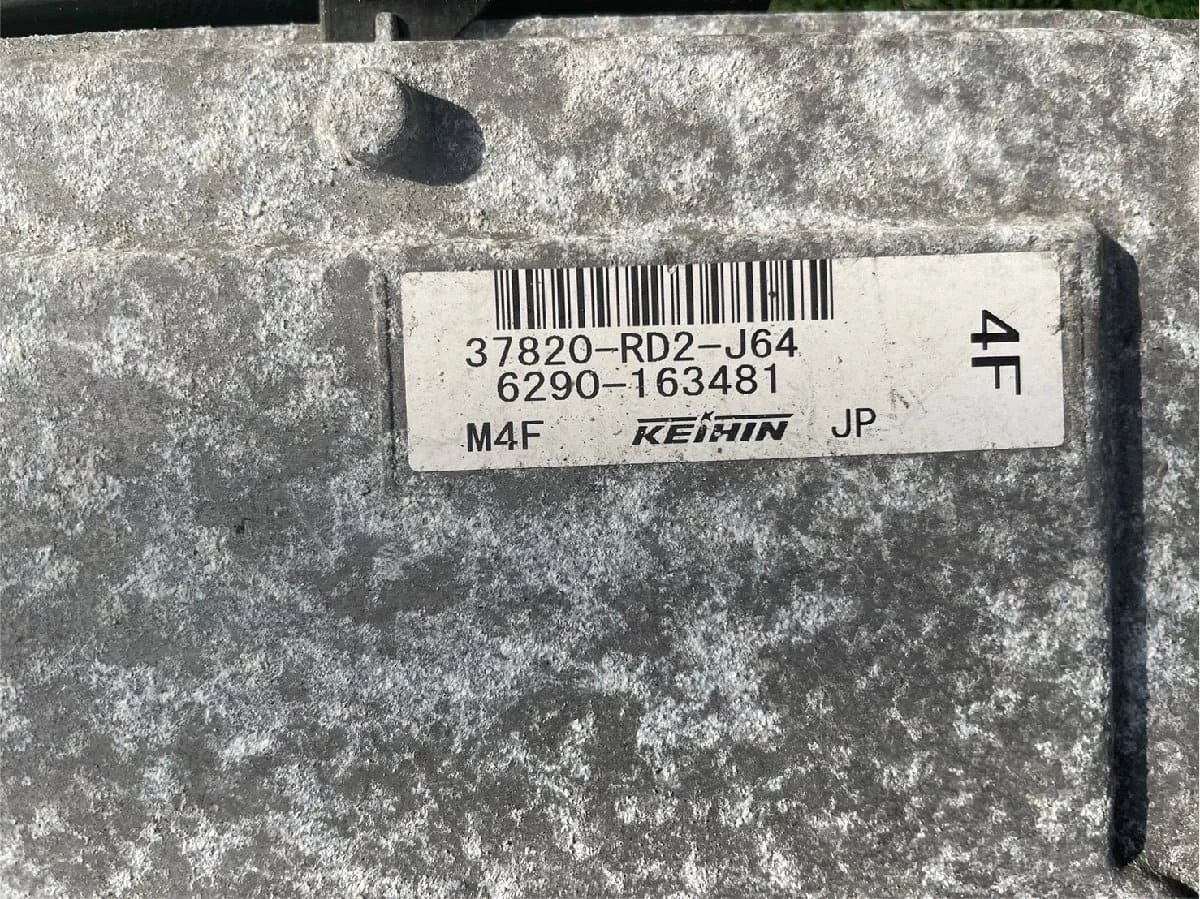 37820-RD2-J64
6290-163481
M4F KEIHIN JP
4F